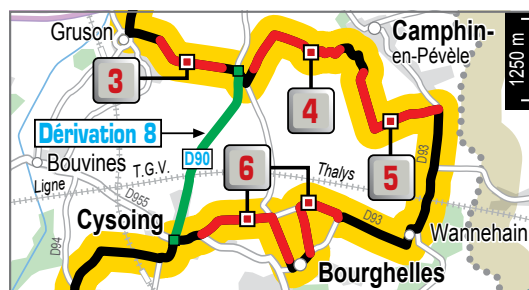 Gruson
Camphin-
en-Pévèle
1250 m
3
4
Dérivation 8
D90
5
D93
Bouvines
6
T.G.V.
Thalys
Ligne
D955
Cysoing
D93
Wannehain
D94
Bourghelles